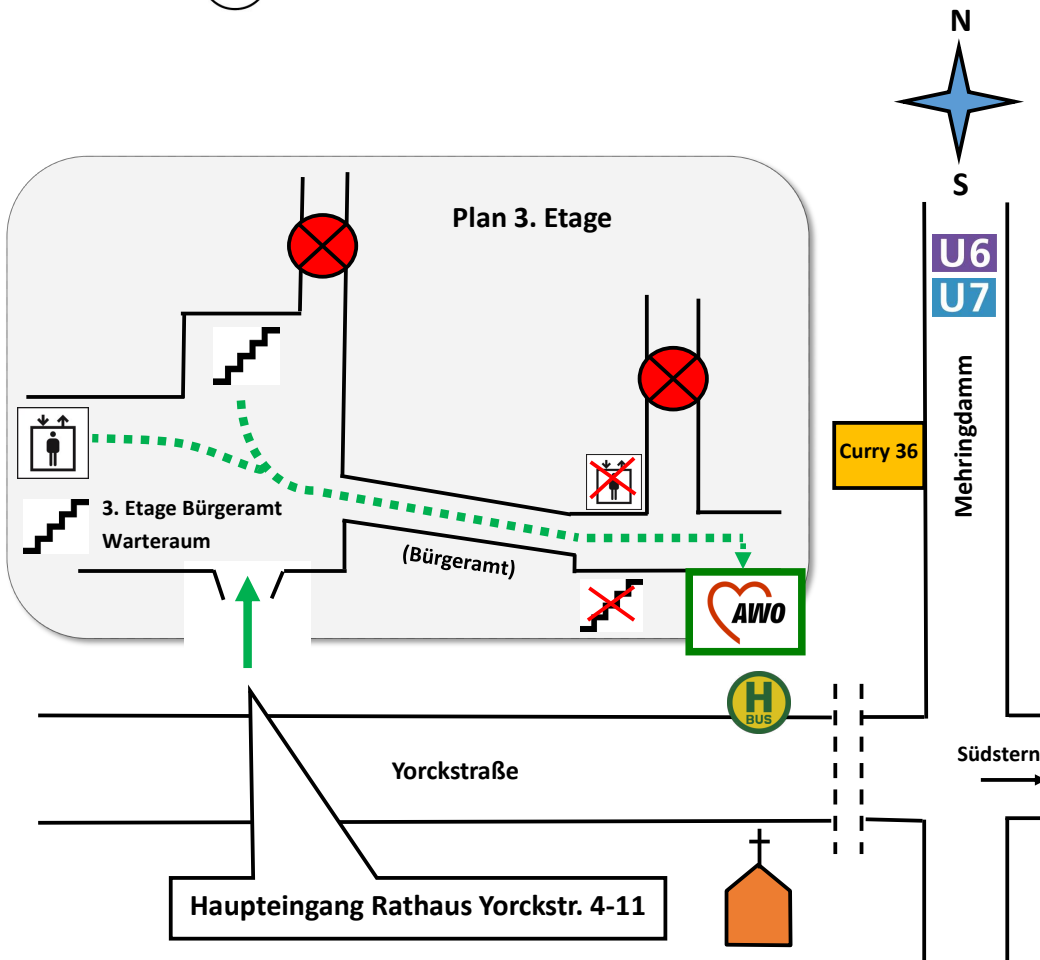 N
S
Plan 3. Etage
U6
U7
Mehringdamm
Curry 36
3. Etage Bürgeramt
Warteraum
(Bürgeramt)
AWO
H
BUS
Yorckstraße
Südstern
Haupteingang Rathaus Yorckstr. 4-11